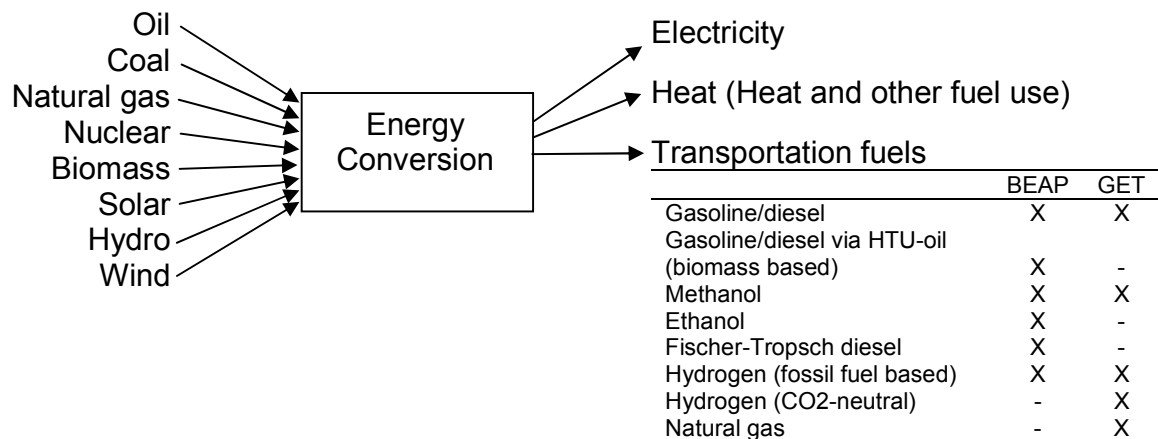 Oil
Coal
Natural gas
Nuclear
Biomass
Solar
Hydro
Wind
Energy
Conversion
Electricity
Heat (Heat and other fuel use)
Transportation fuels
BEAP GET
Gasoline/diesel X X
Gasoline/diesel via HTU-oil
(biomass based) X -
Methanol X X
Ethanol X -
Fischer-Tropsch diesel X -
Hydrogen (fossil fuel based) X X
Hydrogen (CO2-neutral) - X
Natural gas - X